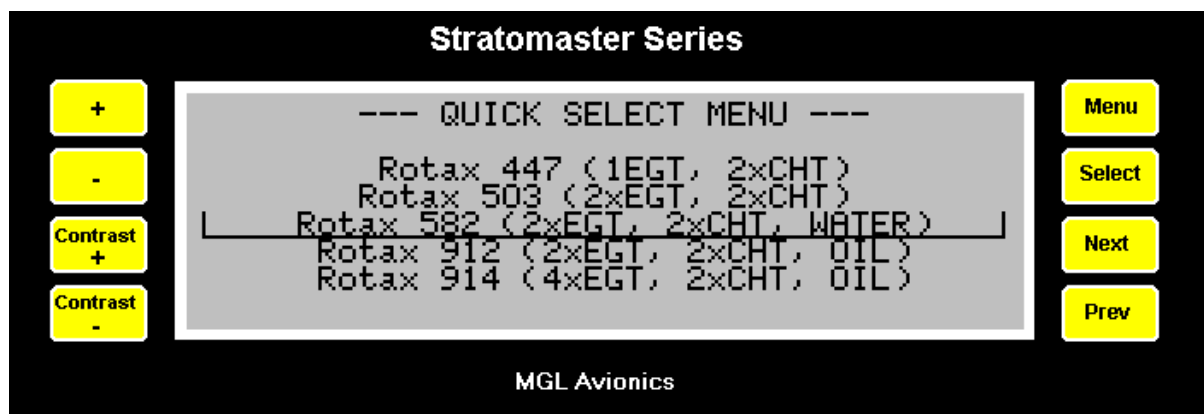 Stratomaster Series
+
-
Contrast
+
Contrast
-
--- QUICK SELECT MENU ---
Rotax 447 (1EGT, 2xCHT)
Rotax 503 (2xEGT, 2xCHT)
Rotax 582 (2xEGT, 2xCHT, WATER)
Rotax 912 (2xEGT, 2xCHT, OIL)
Rotax 914 (4xEGT, 2xCHT, OIL)
Menu
Select
Next
Prev
MGL Avionics